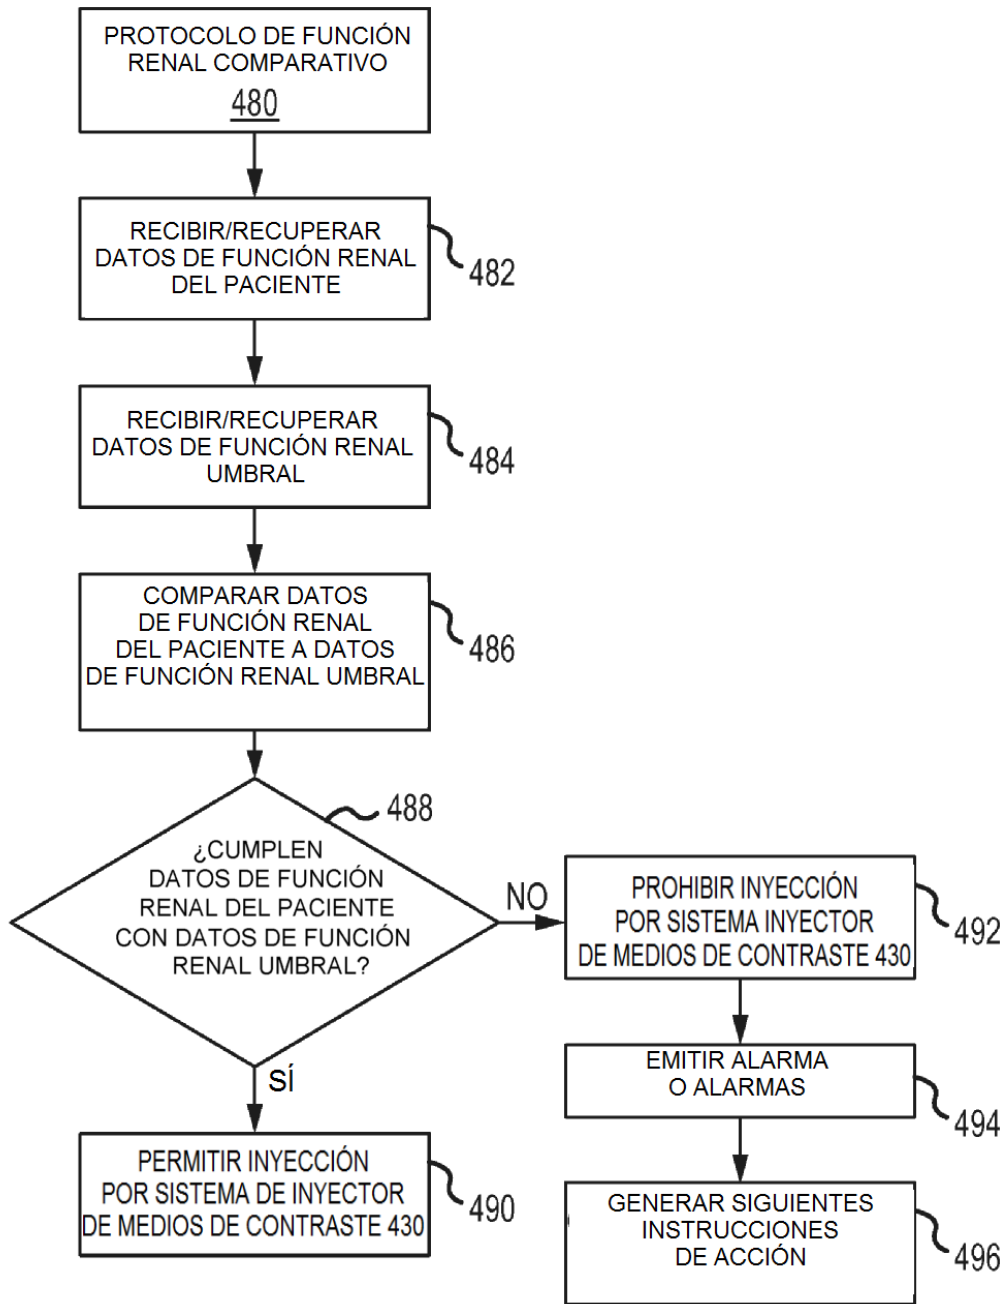 PROTOCOLO DE FUNCIÓN
RENAL COMPARATIVO
480
RECIBIR/RECUPERAR
DATOS DE FUNCIÓN RENAL
DEL PACIENTE
482
RECIBIR/RECUPERAR
DATOS DE FUNCIÓN RENAL
UMBRAL
484
COMPARAR DATOS
DE FUNCIÓN RENAL
DEL PACIENTE A DATOS
DE FUNCIÓN RENAL UMBRAL
486
488
¿CUMPLEN
DATOS DE FUNCIÓN
RENAL DEL PACIENTE
CON DATOS DE FUNCIÓN
RENAL UMBRAL?
NO
SÍ
PERMITIR INYECCIÓN
POR SISTEMA DE INYECTOR
DE MEDIOS DE CONTRASTE 430
490
PROHIBIR INYECCIÓN
POR SISTEMA INYECTOR
DE MEDIOS DE CONTRASTE 430
492
EMITIR ALARMA
O ALARMAS
494
GENERAR SIGUIENTES
INSTRUCCIONES
DE ACCIÓN
496